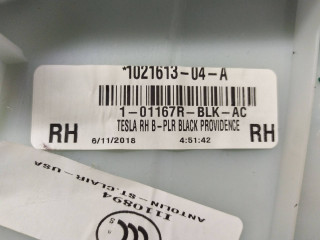 *1021613-04-A
1-01167R-BLK-AC
TESLA RH B-PLR BLACK PROVIDENCE
RH
6/11/2018
4:51:42
RH
1110894
ANTOLIN - ST.CLAIR - USA
S